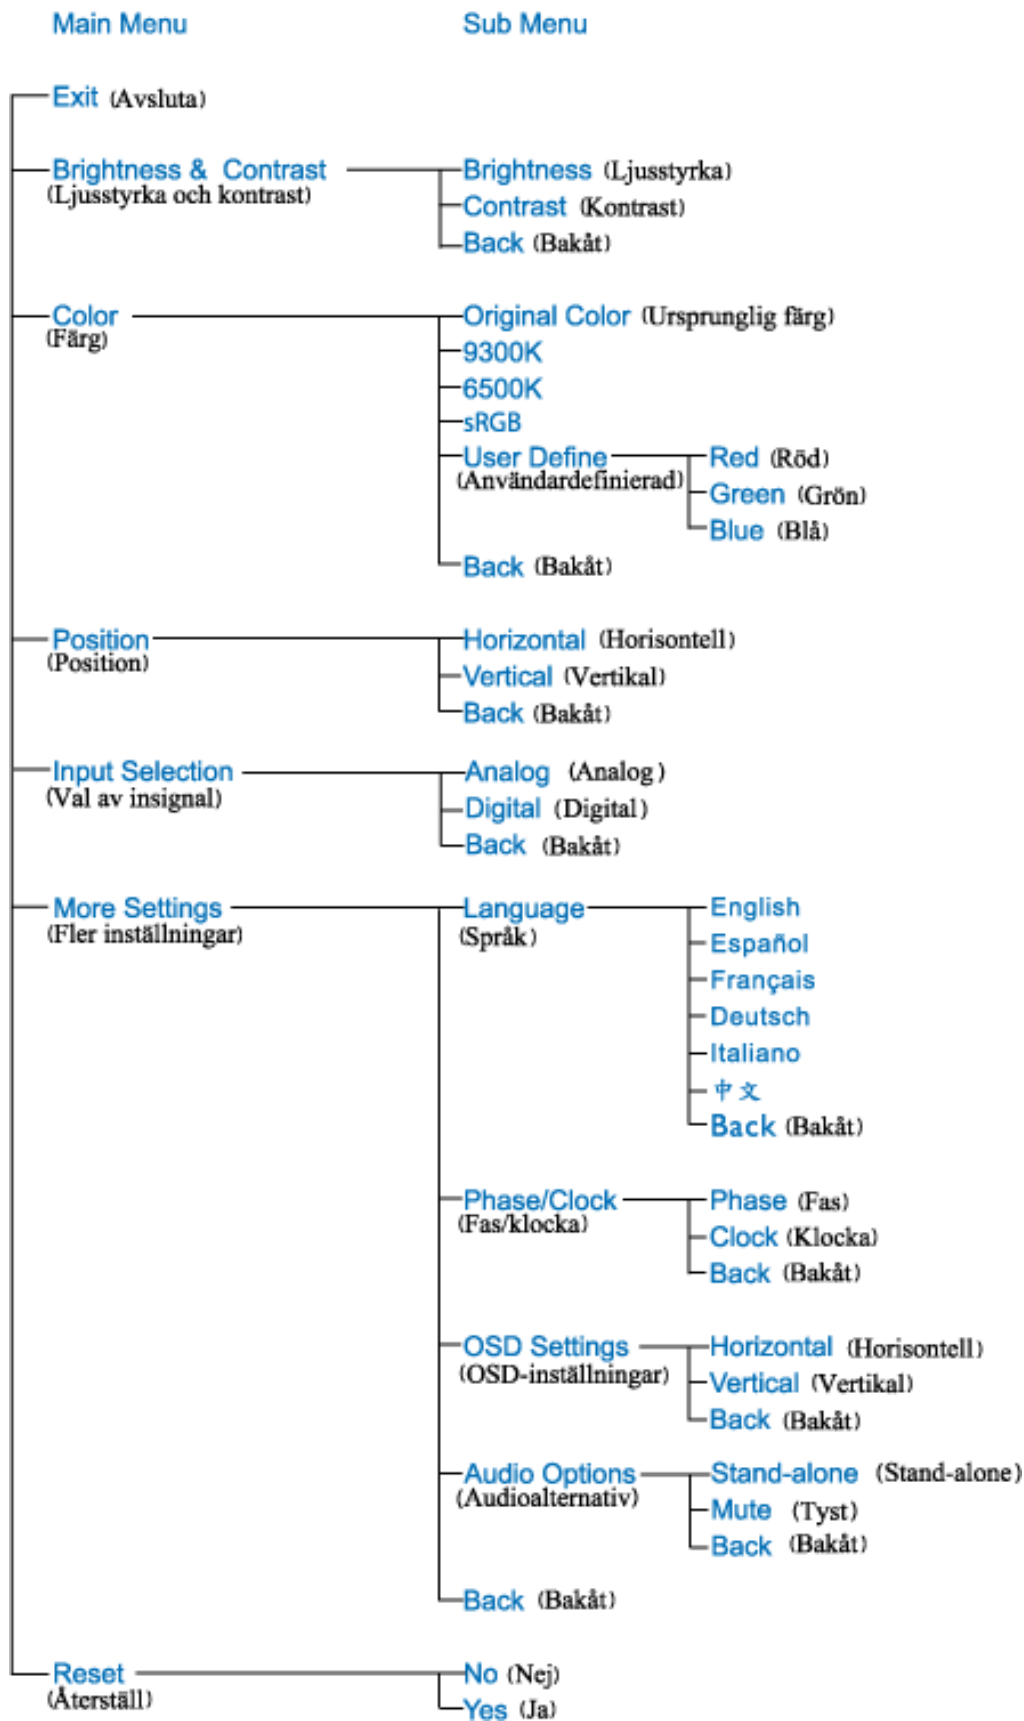 Main Menu Sub Menu
Exit (Avsluta)
Brightness & Contrast Brightness (Ljusstyrka)
(Ljusstyrka och kontrast)
Contrast (Kontrast)
Back (Bakåt)
Color Original Color (Ursprunglig färg)
(Färg)
9300K
6500K
sRGB
User Define Red (Röd)
(Användardefinierad)
Green (Grön)
Blue (Blå)
Back (Bakåt)
Position Horizontal (Horisontell)
(Position)
Vertical (Vertikal)
Back (Bakåt)
Input Selection Analog (Analog)
(Val av insignal)
Digital (Digital)
Back (Bakåt)
More Settings Language English
(Fler inställningar) (Språk)
Español
Français
Deutsch
Italiano
中文
Back (Bakåt)
Phase/Clock Phase (Fas)
(Fas/klocka)
Clock (Klocka)
Back (Bakåt)
OSD Settings Horizontal (Horisontell)
(OSD-inställningar)
Vertical (Vertikal)
Back (Bakåt)
Audio Options Stand-alone (Stand-alone)
(Audioalternativ)
Mute (Tyst)
Back (Bakåt)
Back (Bakåt)
Reset No (Nej)
(Återställ)
Yes (Ja)